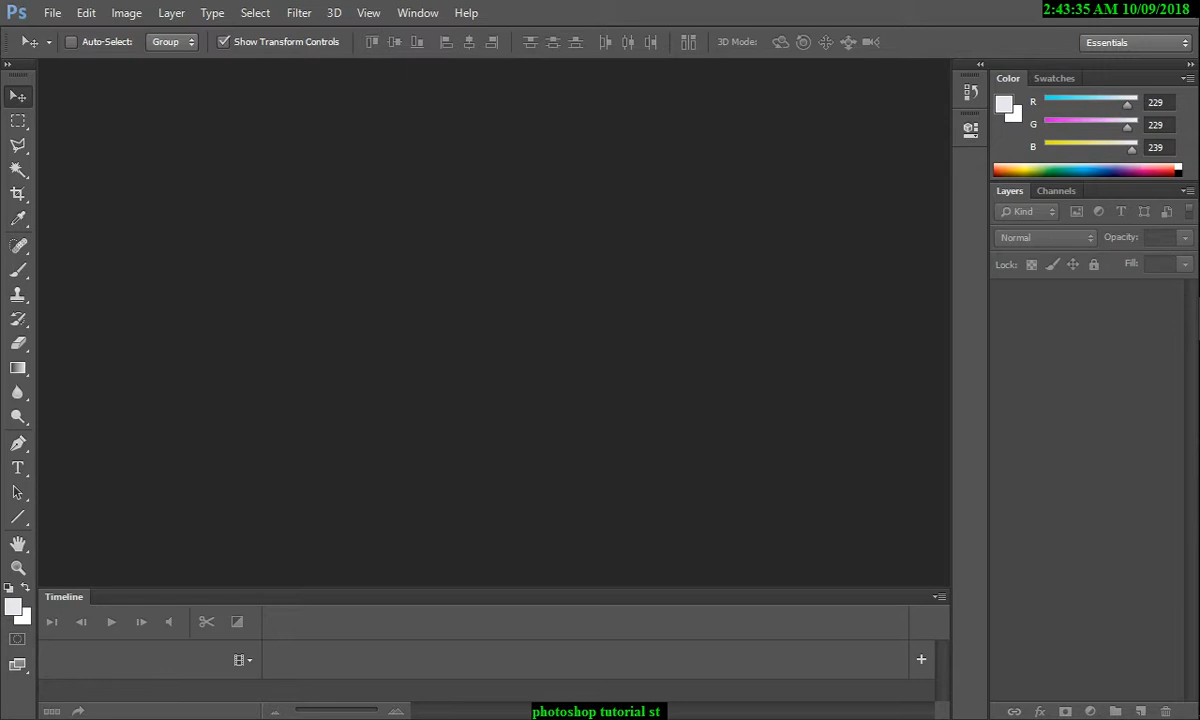 Ps File Edit Image Layer Type Select Filter 3D View Window Help
2:43:35 AM 10/09/2018
Auto-Select: Group Show Transform Controls 3D Mode: Essentials
Color Swatches
R 229
G 229
B 239
Layers Channels
Kind T
Normal Opacity:
Lock: Fill:
T
Timeline
fx
photoshop tutorial st